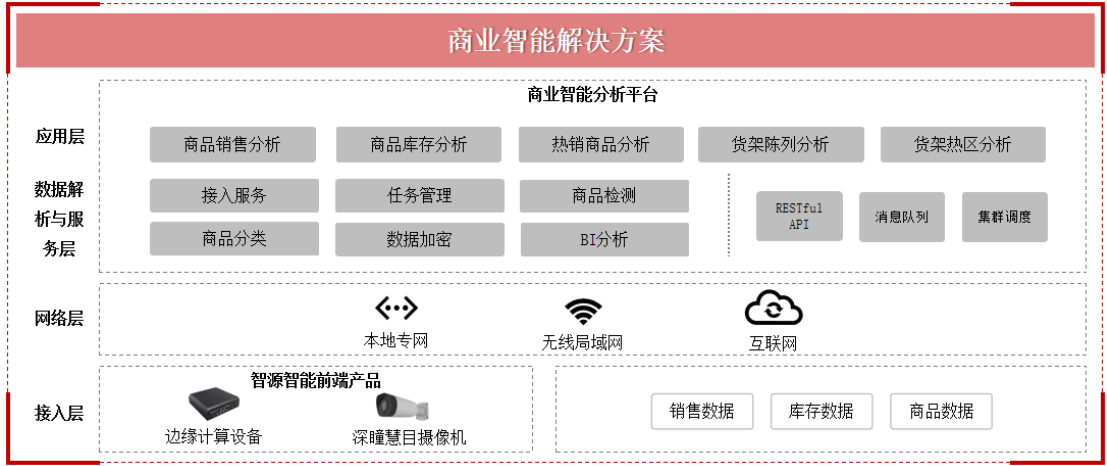 商业智能解决方案
商业智能分析平台
应用层
商品销售分析
商品库存分析
热销商品分析
货架陈列分析
货架热区分析
数据解
析与服
务层
接入服务
任务管理
商品检测
商品分类
数据加密
BI分析
RESTful
API
消息队列
集群调度
网络层
本地专网
无线局域网
互联网
接入层
智源智能前端产品
边缘计算设备
深瞳慧目摄像机
销售数据
库存数据
商品数据